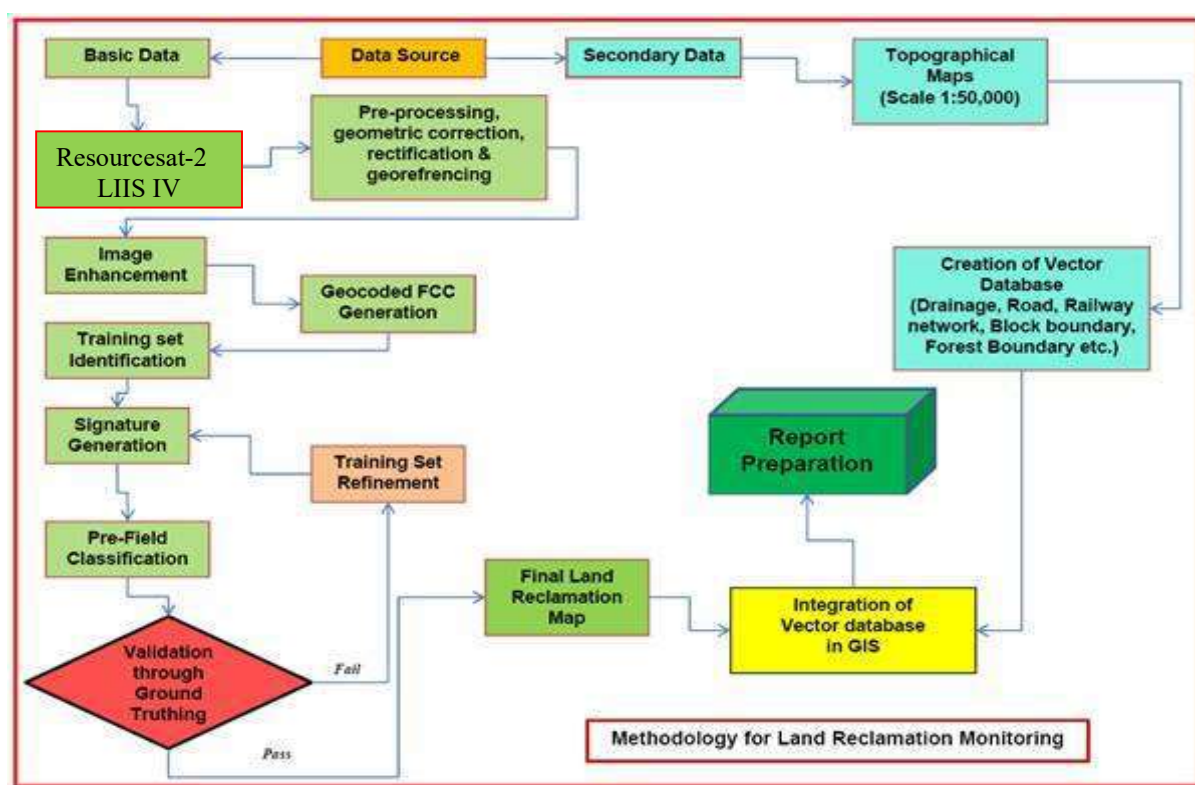 Basic Data
Data Source
Secondary Data
Topographical
Maps
(Scale 1:50,000)
Resourcesat-2
LIIS IV
Pre-processing,
geometric correction,
rectification &
georefrencing
Image
Enhancement
Geocoded FCC
Generation
Creation of Vector
Database
(Drainage, Road, Railway
network, Block boundary,
Forest Boundary etc.)
Training set
Identification
Signature
Generation
Training Set
Refinement
Report
Preparation
Pre-Field
Classification
Final Land
Reclamation
Map
Integration of
Vector database
in GIS
Validation
through
Ground
Truthing
Fail
Pass
Methodology for Land Reclamation Monitoring